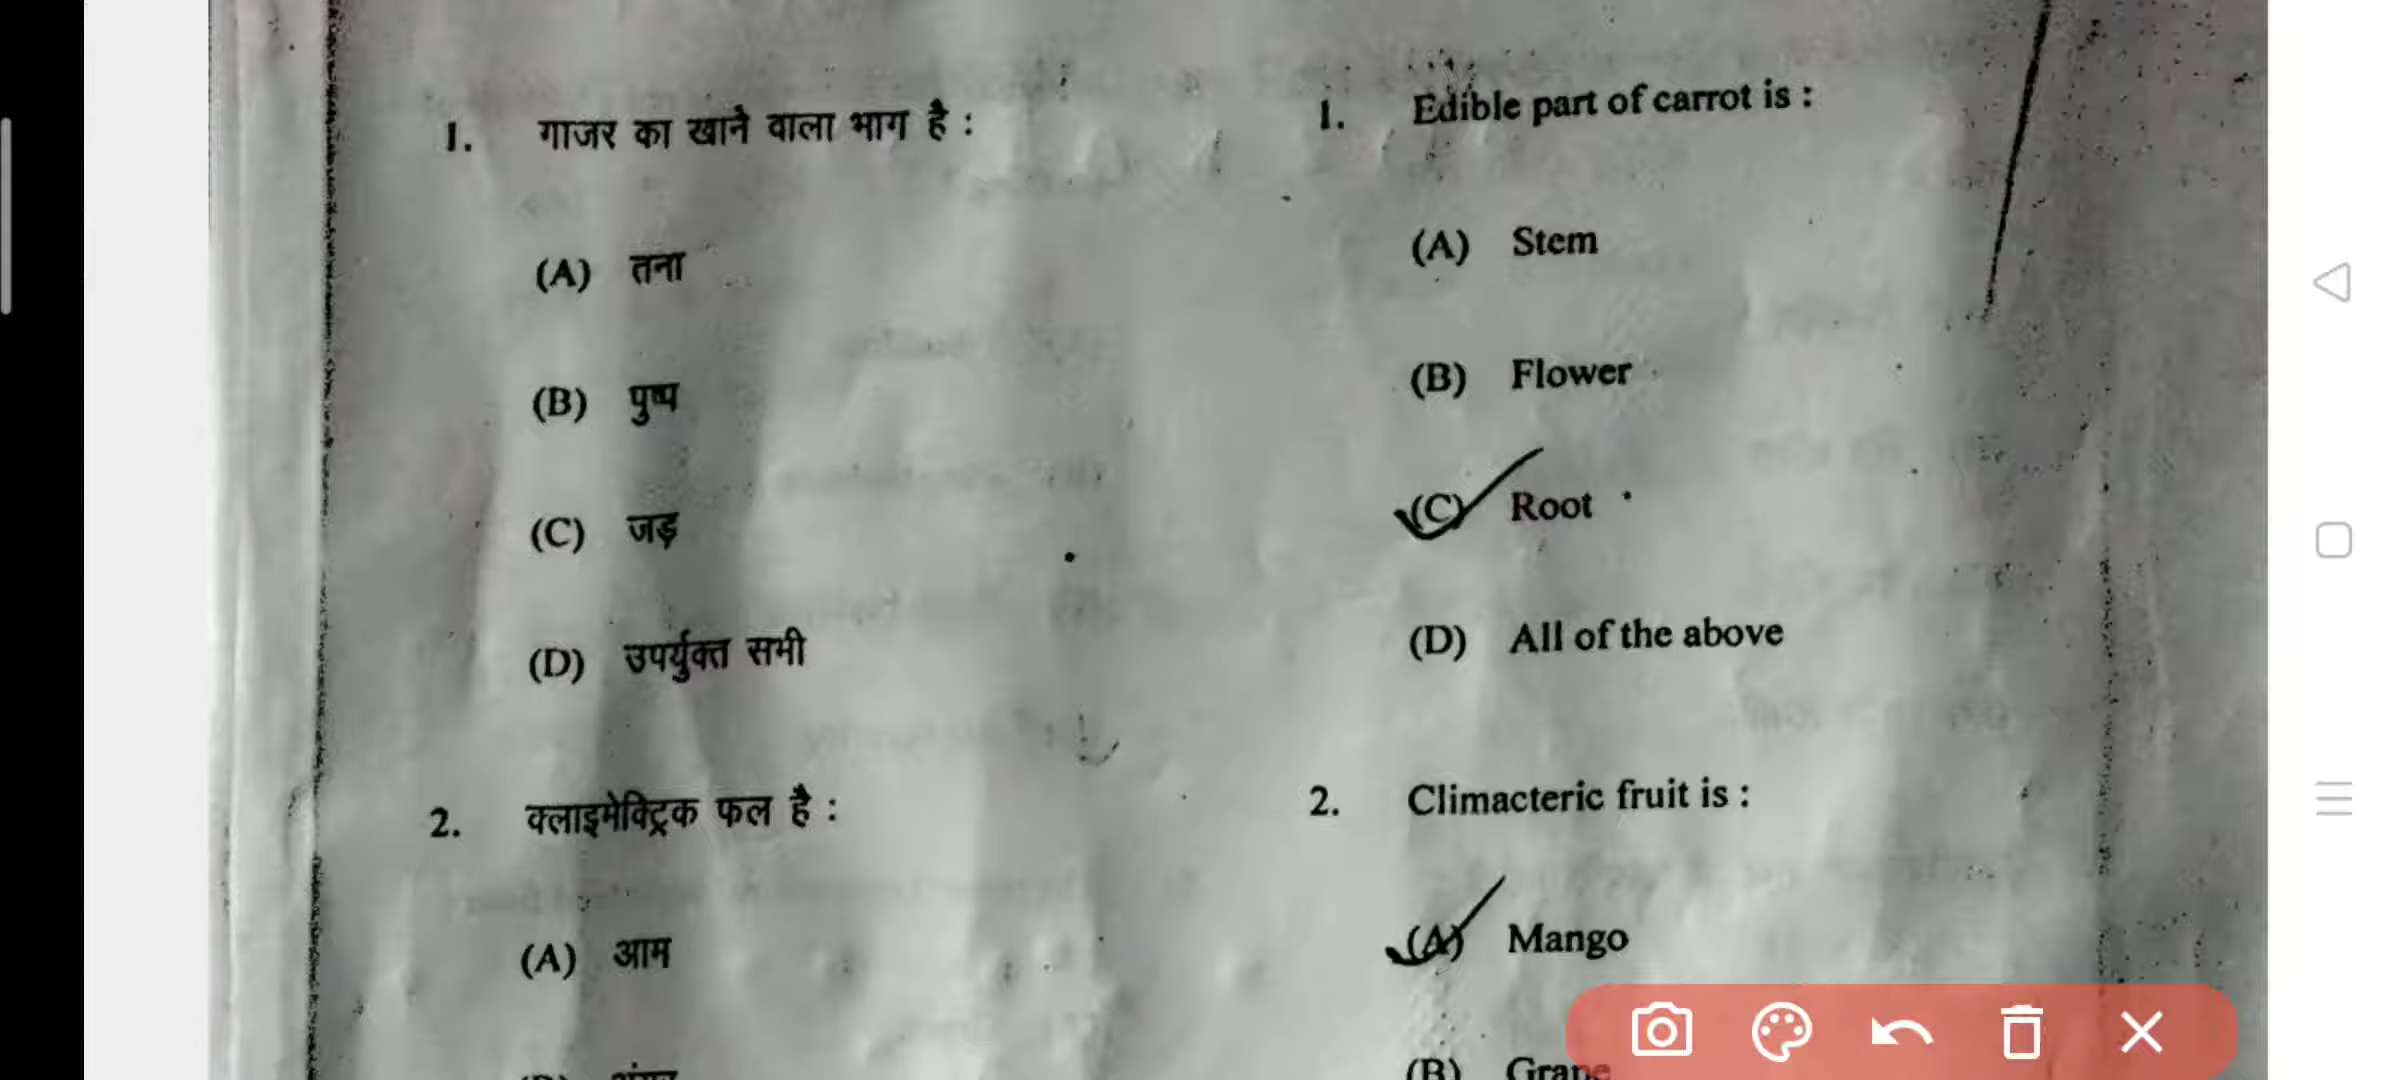 1. गाजर का खाने वाला भाग है :
(A) तना
(B) पुष्प
(C) जड़
(D) उपर्युक्त सभी
2. क्लाइमेक्ट्रिक फल है :
(A) आम
1. Edible part of carrot is :
(A) Stem
(B) Flower
(C) Root
(D) All of the above
2. Climacteric fruit is :
(A) Mango
(B) Grape